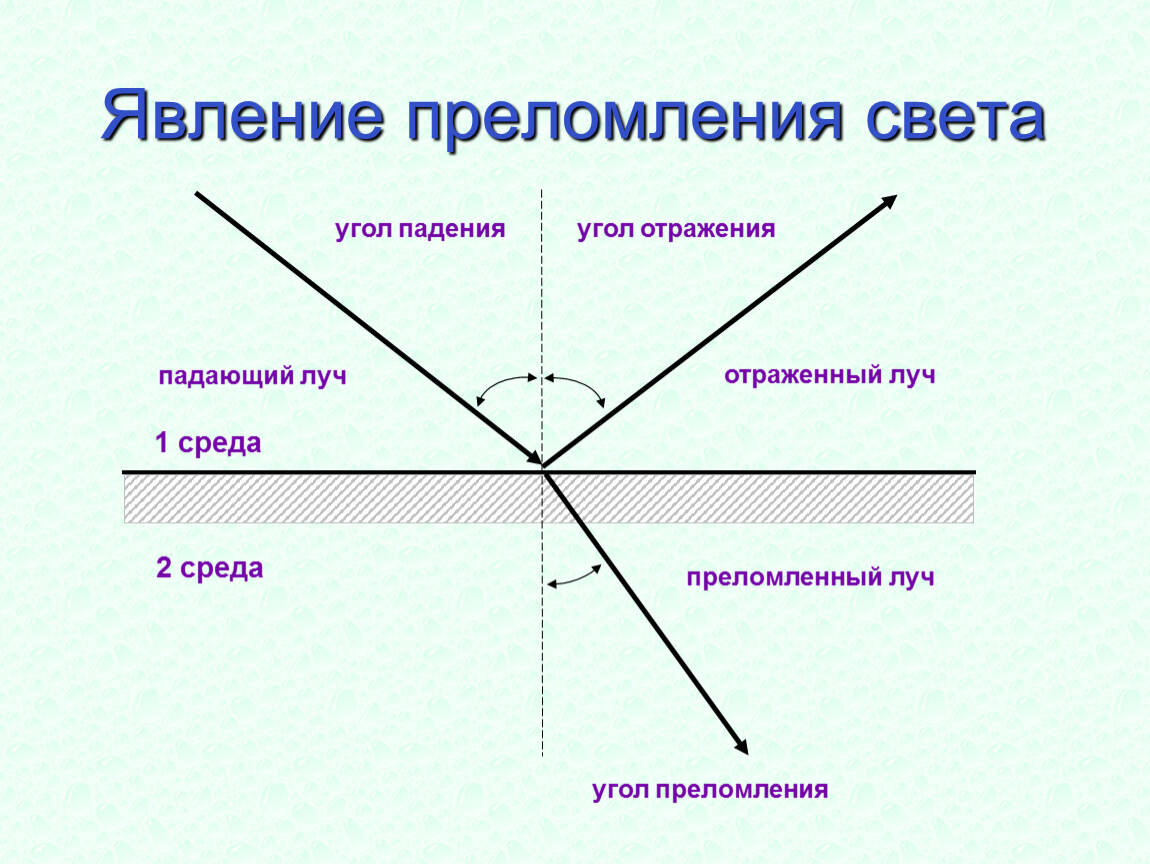 Явление преломления света
угол падения
угол отражения
падающий луч
отраженный луч
1 среда
2 среда
преломленный луч
угол преломления